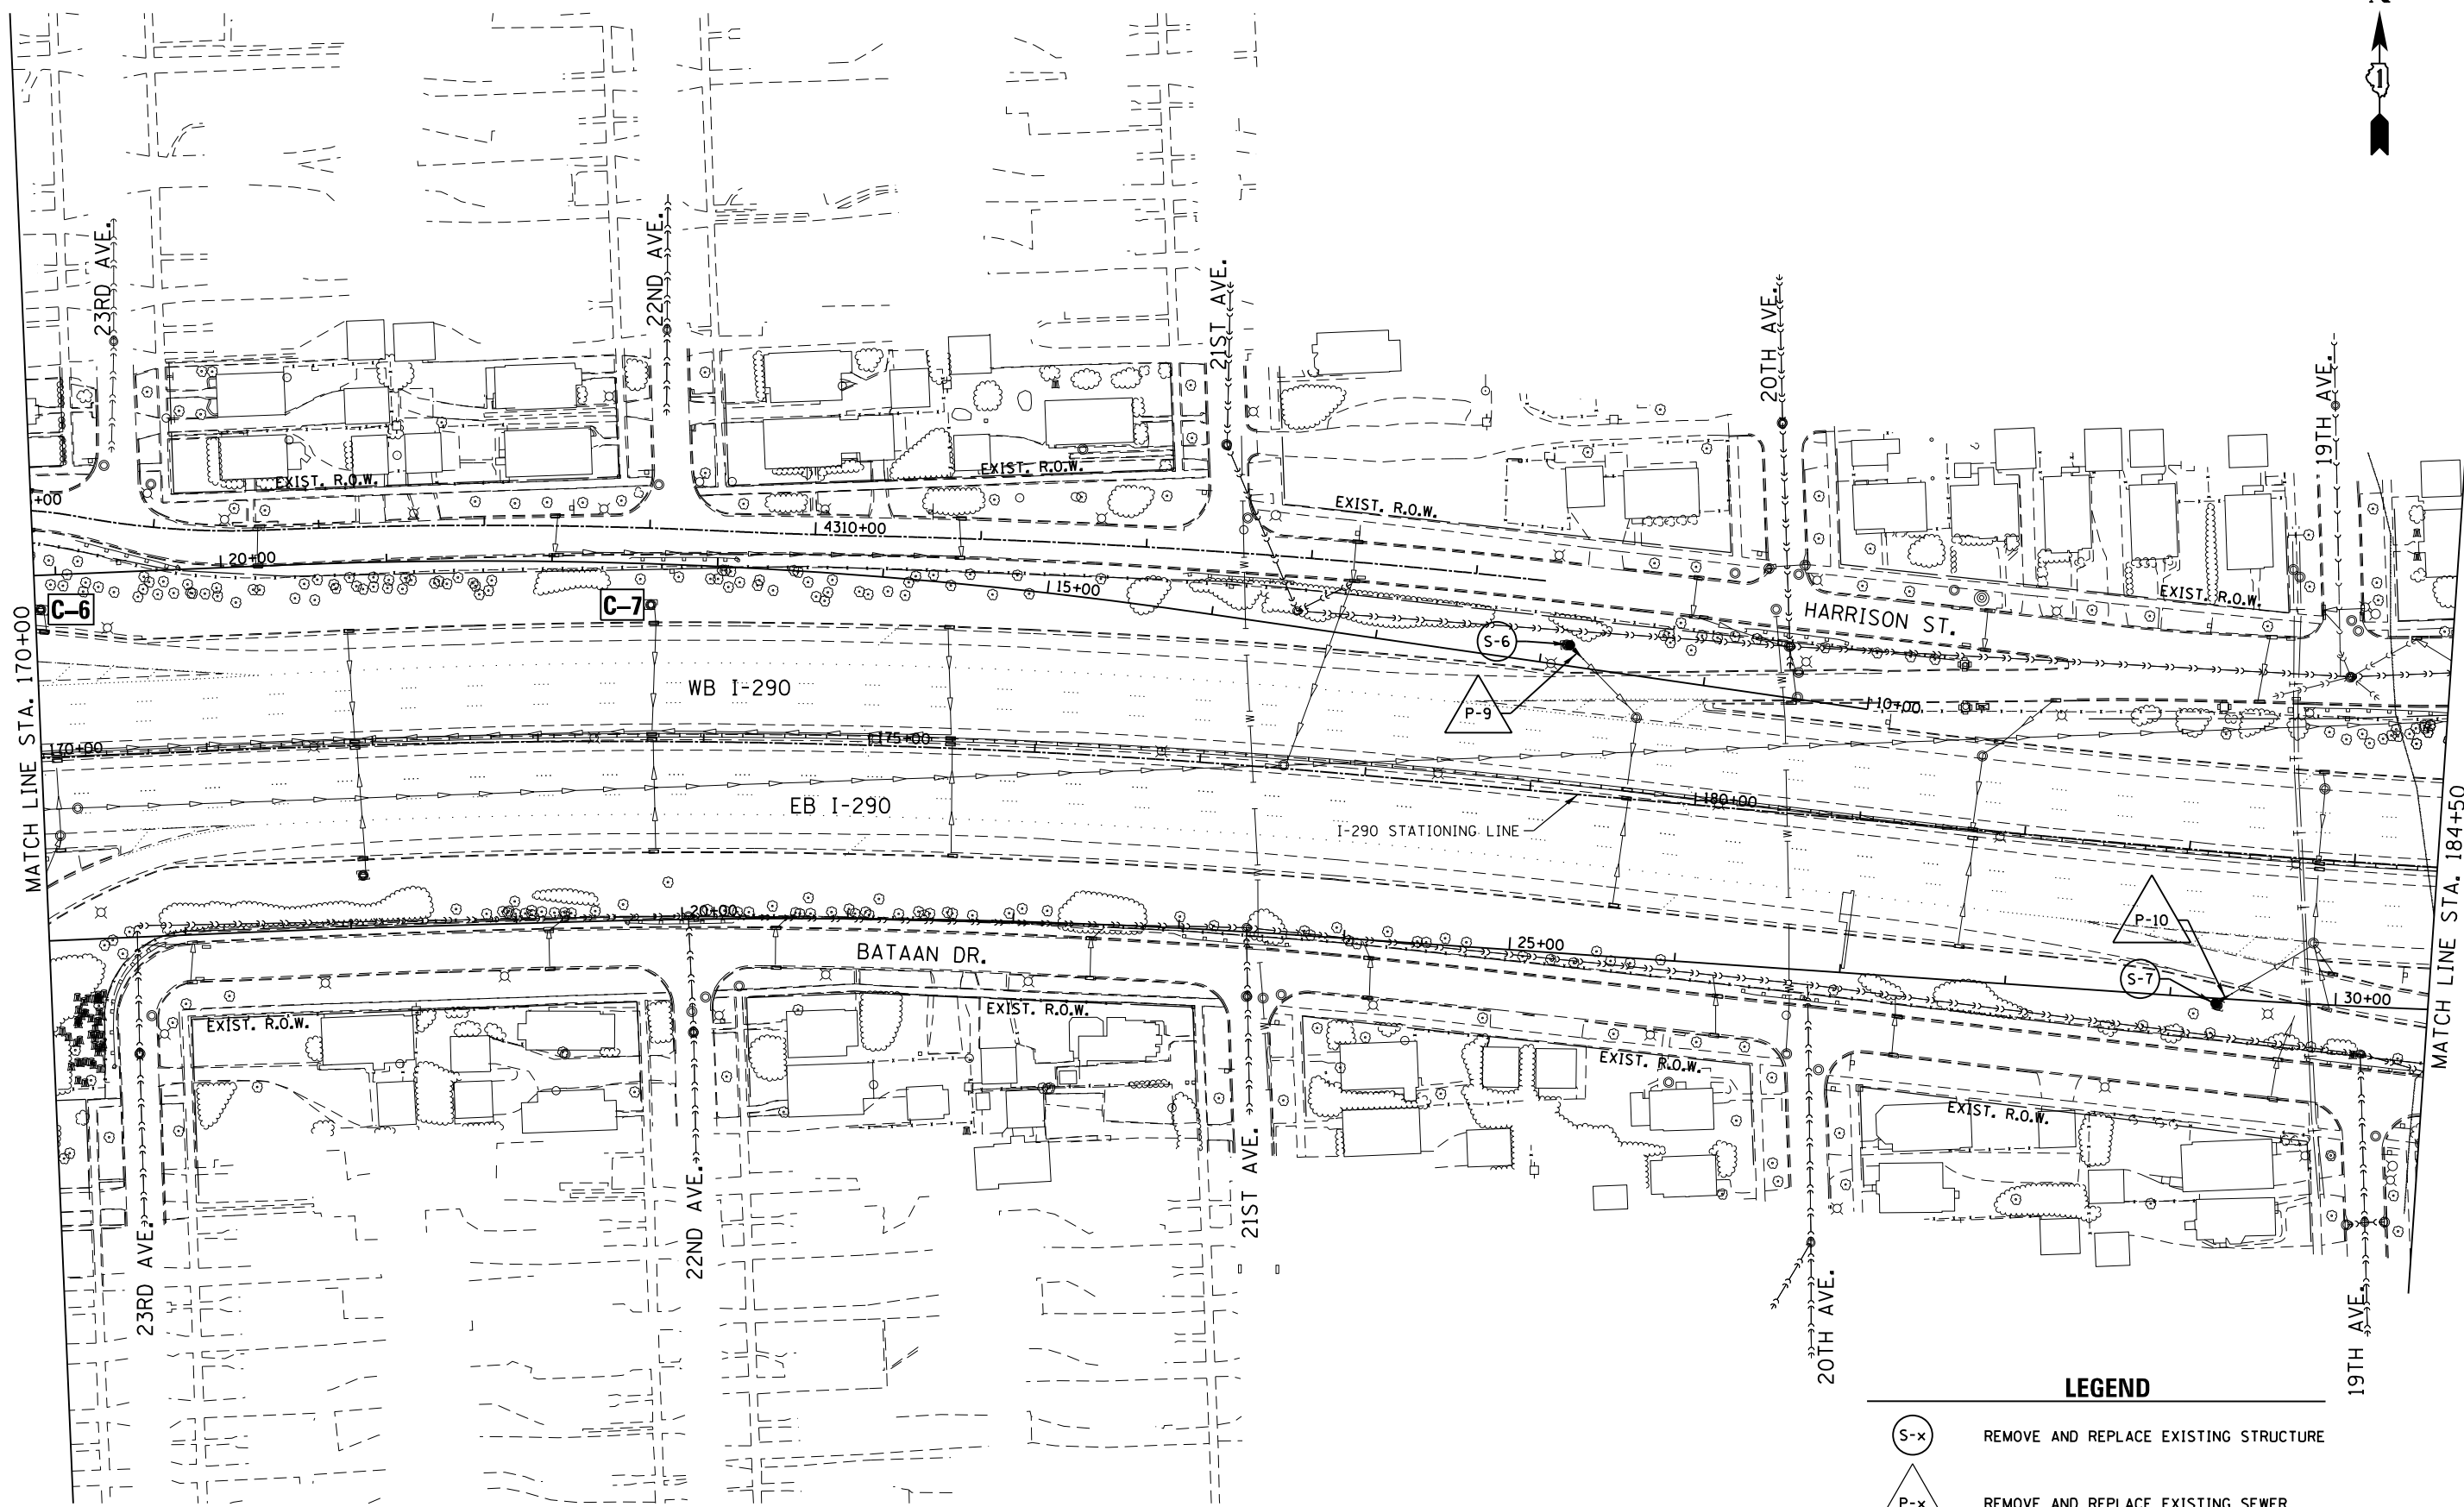 23RD AVE.
22ND AVE.
21ST AVE.
20TH AVE.
19TH AVE.
EXIST. R.O.W.
EXIST. R.O.W.
EXIST. R.O.W.
EXIST. R.O.W.
+00
20+00
4310+00
15+00
10+00
C-6
C-7
S-6
P-9
HARRISON ST.
MATCH LINE STA. 170+00
WB I-290
170+00
175+00
180+00
EB I-290
I-290 STATIONING LINE
MATCH LINE STA. 184+50
P-10
S-7
20+00
25+00
30+00
BATAAN DR.
EXIST. R.O.W.
EXIST. R.O.W.
EXIST. R.O.W.
EXIST. R.O.W.
23RD AVE.
22ND AVE.
21ST AVE.
20TH AVE.
19TH AVE.
LEGEND
S-x REMOVE AND REPLACE EXISTING STRUCTURE
P-x REMOVE AND REPLACE EXISTING SEWER